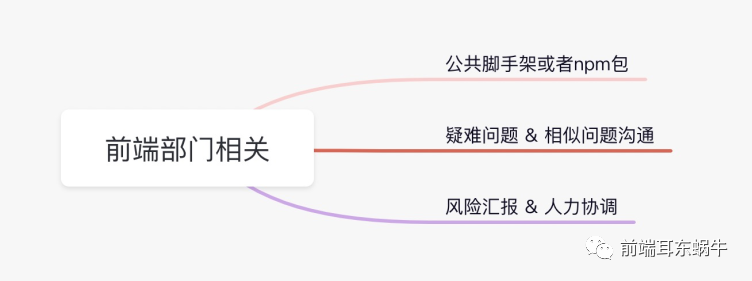 公共脚手架或者npm包
前端部门相关
疑难问题 & 相似问题沟通
风险汇报 & 人力协调
前端耳东蜗牛